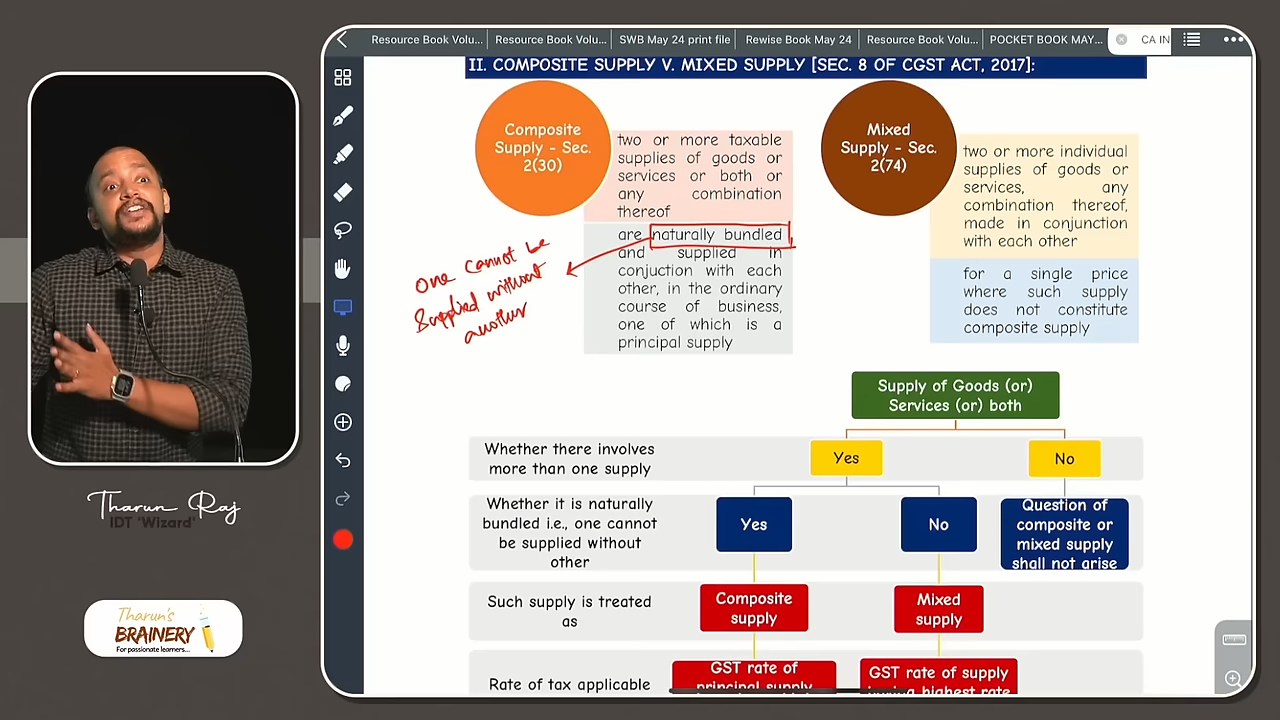 Resource Book Volu...
Resource Book Volu...
SWB May 24 print file
Rewise Book May 24
Resource Book Volu...
POCKET BOOK MAY...
CA IN
II. COMPOSITE SUPPLY V. MIXED SUPPLY [SEC. 8 OF CGST ACT, 2017]:
Composite
Supply - Sec.
2(30)
two or more taxable
supplies of goods or
services or both or
any combination
thereof
are naturally bundled
and supplied in
conjuction with each
other, in the ordinary
course of business,
one of which is a
principal supply
One cannot be
supplied without
another
Mixed
Supply - Sec.
2(74)
two or more individual
supplies of goods or
services, any
combination thereof,
made in conjunction
with each other
for a single price
where such supply
does not constitute
composite supply
Supply of Goods (or)
Services (or) both
Whether there involves
more than one supply
Yes
No
Whether it is naturally
bundled i.e., one cannot
be supplied without
other
Yes
No
Question of
composite or
mixed supply
shall not arise
Such supply is treated
as
Composite
supply
Mixed
supply
Rate of tax applicable
GST rate of
principal supply
GST rate of supply
having highest rate
Tharun Raj
IDT 'Wizard'
Tharun's
BRAINERY
For passionate learners...